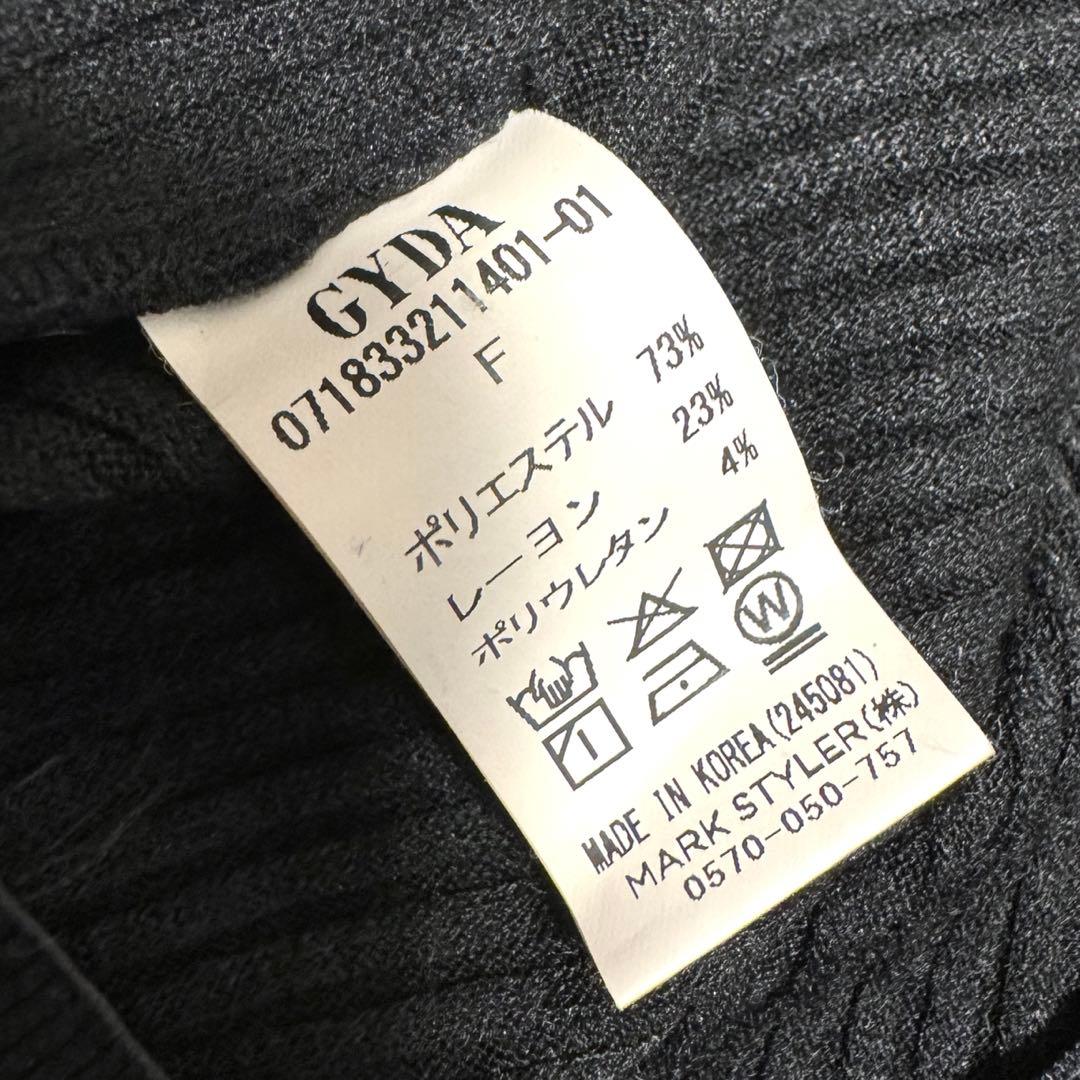 GYDA
071833211401-01
F
ポリエステル 73%
レーヨン 23%
ポリウレタン 4%
W
MADE IN KOREA(245081)
MARK STYLER(株)
0570-050-757